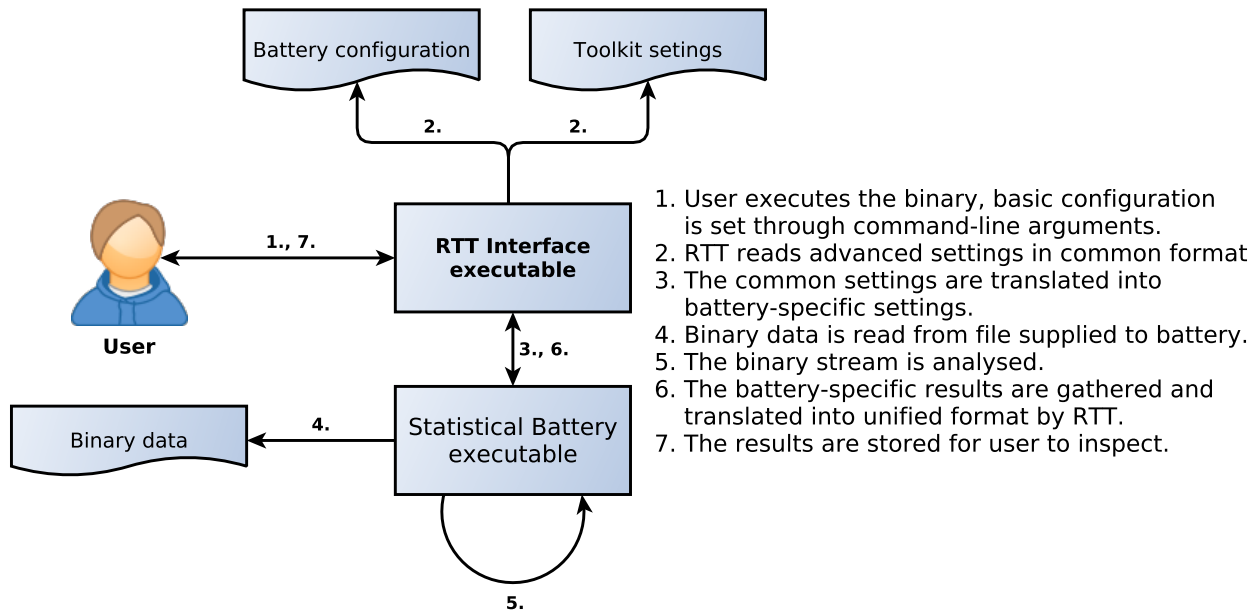 Battery configuration
Toolkit setings
2.
2.
1., 7.
RTT Interface
executable
User
3., 6.
Binary data
4.
Statistical Battery
executable
5.
1. User executes the binary, basic configuration
is set through command-line arguments.
2. RTT reads advanced settings in common format
3. The common settings are translated into
battery-specific settings.
4. Binary data is read from file supplied to battery.
5. The binary stream is analysed.
6. The battery-specific results are gathered and
translated into unified format by RTT.
7. The results are stored for user to inspect.